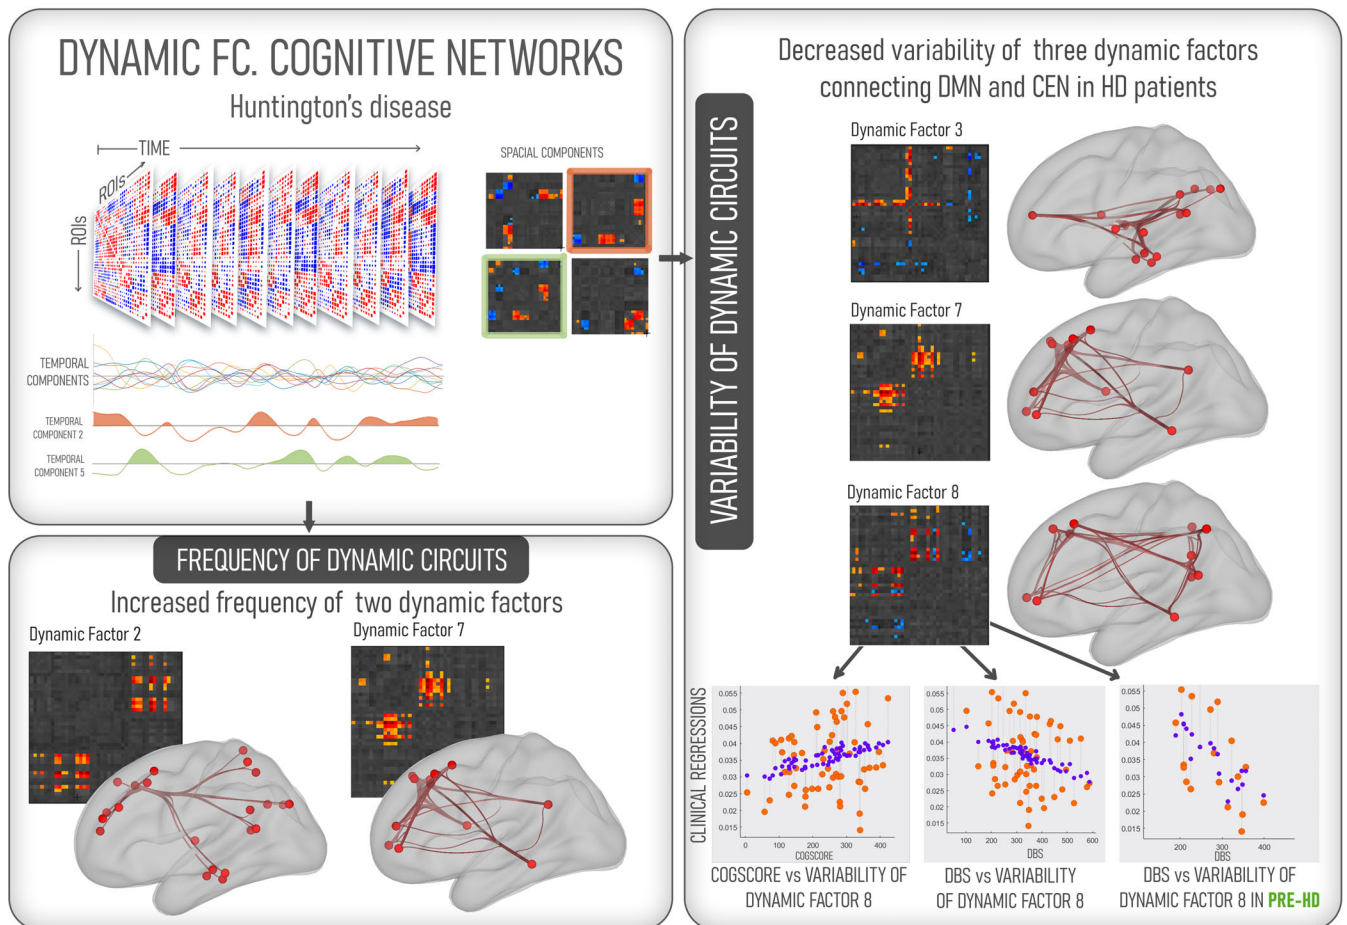 DYNAMIC FC. COGNITIVE NETWORKS
Huntington's disease
TIME
ROIs
ROIs
SPACIAL COMPONENTS
TEMPORAL
COMPONENTS
TEMPORAL
COMPONENT 2
TEMPORAL
COMPONENT 5
FREQUENCY OF DYNAMIC CIRCUITS
Increased frequency of two dynamic factors
Dynamic Factor 2
Dynamic Factor 7
VARIABILITY OF DYNAMIC CIRCUITS
Decreased variability of three dynamic factors
connecting DMN and CEN in HD patients
Dynamic Factor 3
Dynamic Factor 7
Dynamic Factor 8
CLINICAL REGRESSIONS
0.055
0.05
0.045
0.04
0.035
0.03
0.025
0.02
0.015
0
100
200
300
400
COGSCORE
COGSCORE vs VARIABILITY OF
DYNAMIC FACTOR 8
0.055
0.05
0.045
0.04
0.035
0.03
0.025
0.02
0.015
0
100
200
300
400
500
600
DBS
DBS vs VARIABILITY
OF DYNAMIC FACTOR 8
0.055
0.05
0.045
0.04
0.035
0.03
0.025
0.02
0.015
200
300
400
DBS
DBS vs VARIABILITY OF
DYNAMIC FACTOR 8 IN PRE-HD